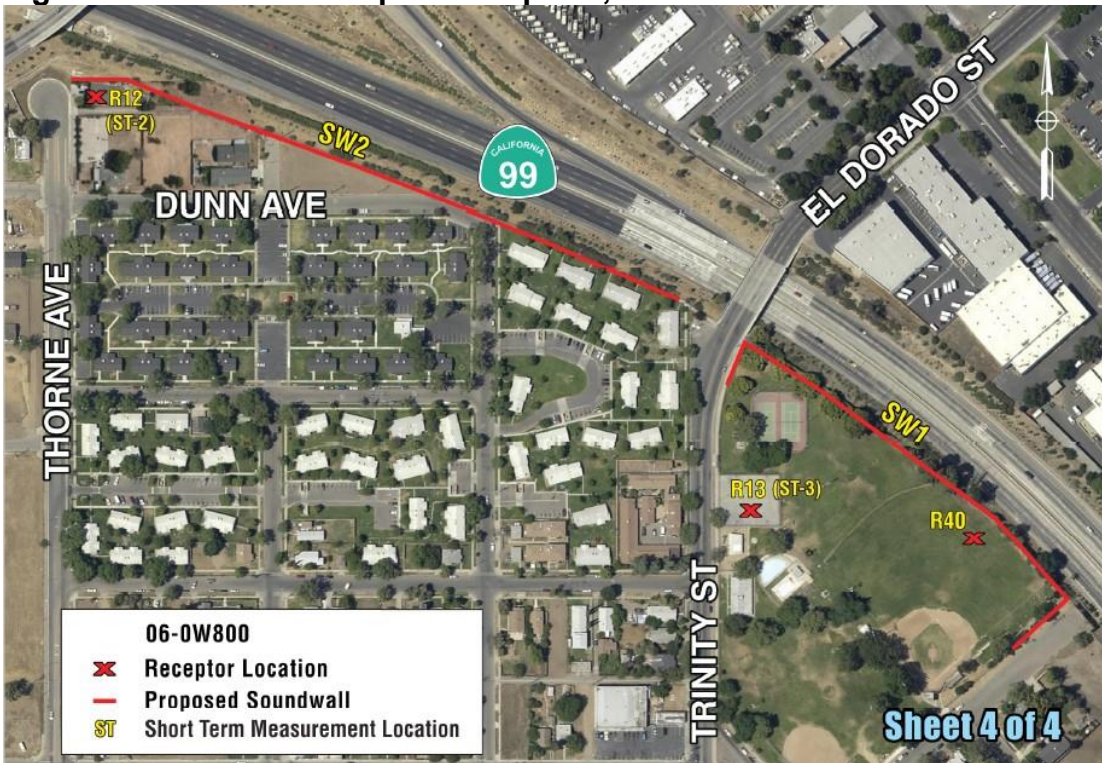 R12
(ST-2)
SW2
CALIFORNIA
99
EL DORADO ST
DUNN AVE
THORNE AVE
SW1
R13 (ST-3)
R40
TRINITY ST
06-0W800
Receptor Location
Proposed Soundwall
ST Short Term Measurement Location
Sheet 4 of 4